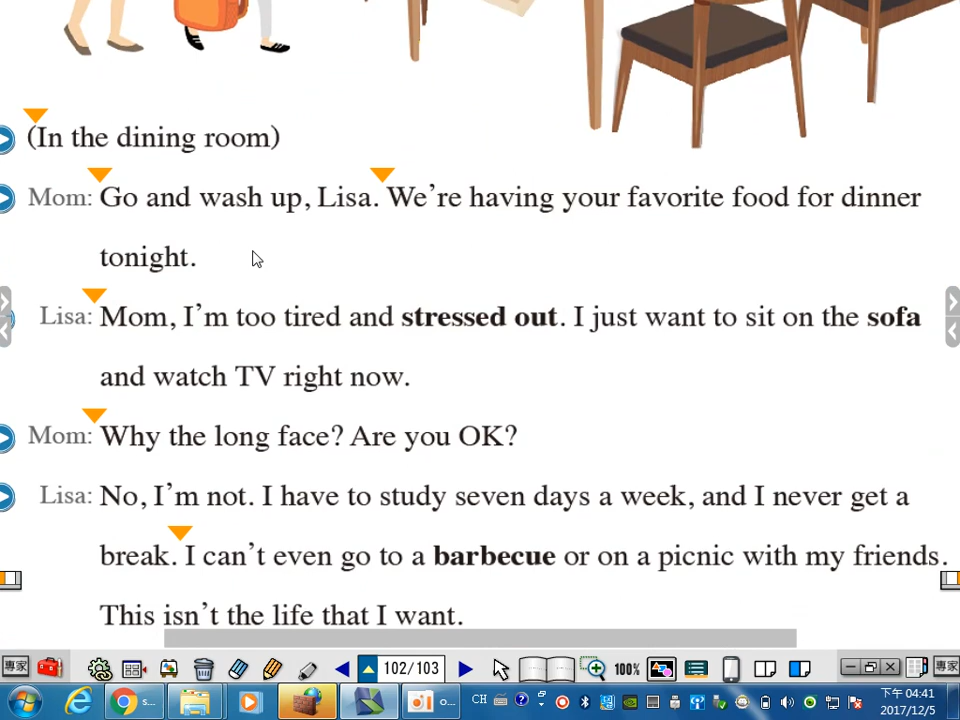 (In the dining room)
Mom: Go and wash up, Lisa. We're having your favorite food for dinner
tonight.
Lisa: Mom, I'm too tired and stressed out. I just want to sit on the sofa
and watch TV right now.
Mom: Why the long face? Are you OK?
Lisa: No, I'm not. I have to study seven days a week, and I never get a
break. I can't even go to a barbecue or on a picnic with my friends.
This isn't the life that I want.
專家 102/103 100% 專家
s... o... CH 下午 04:41
2017/12/5